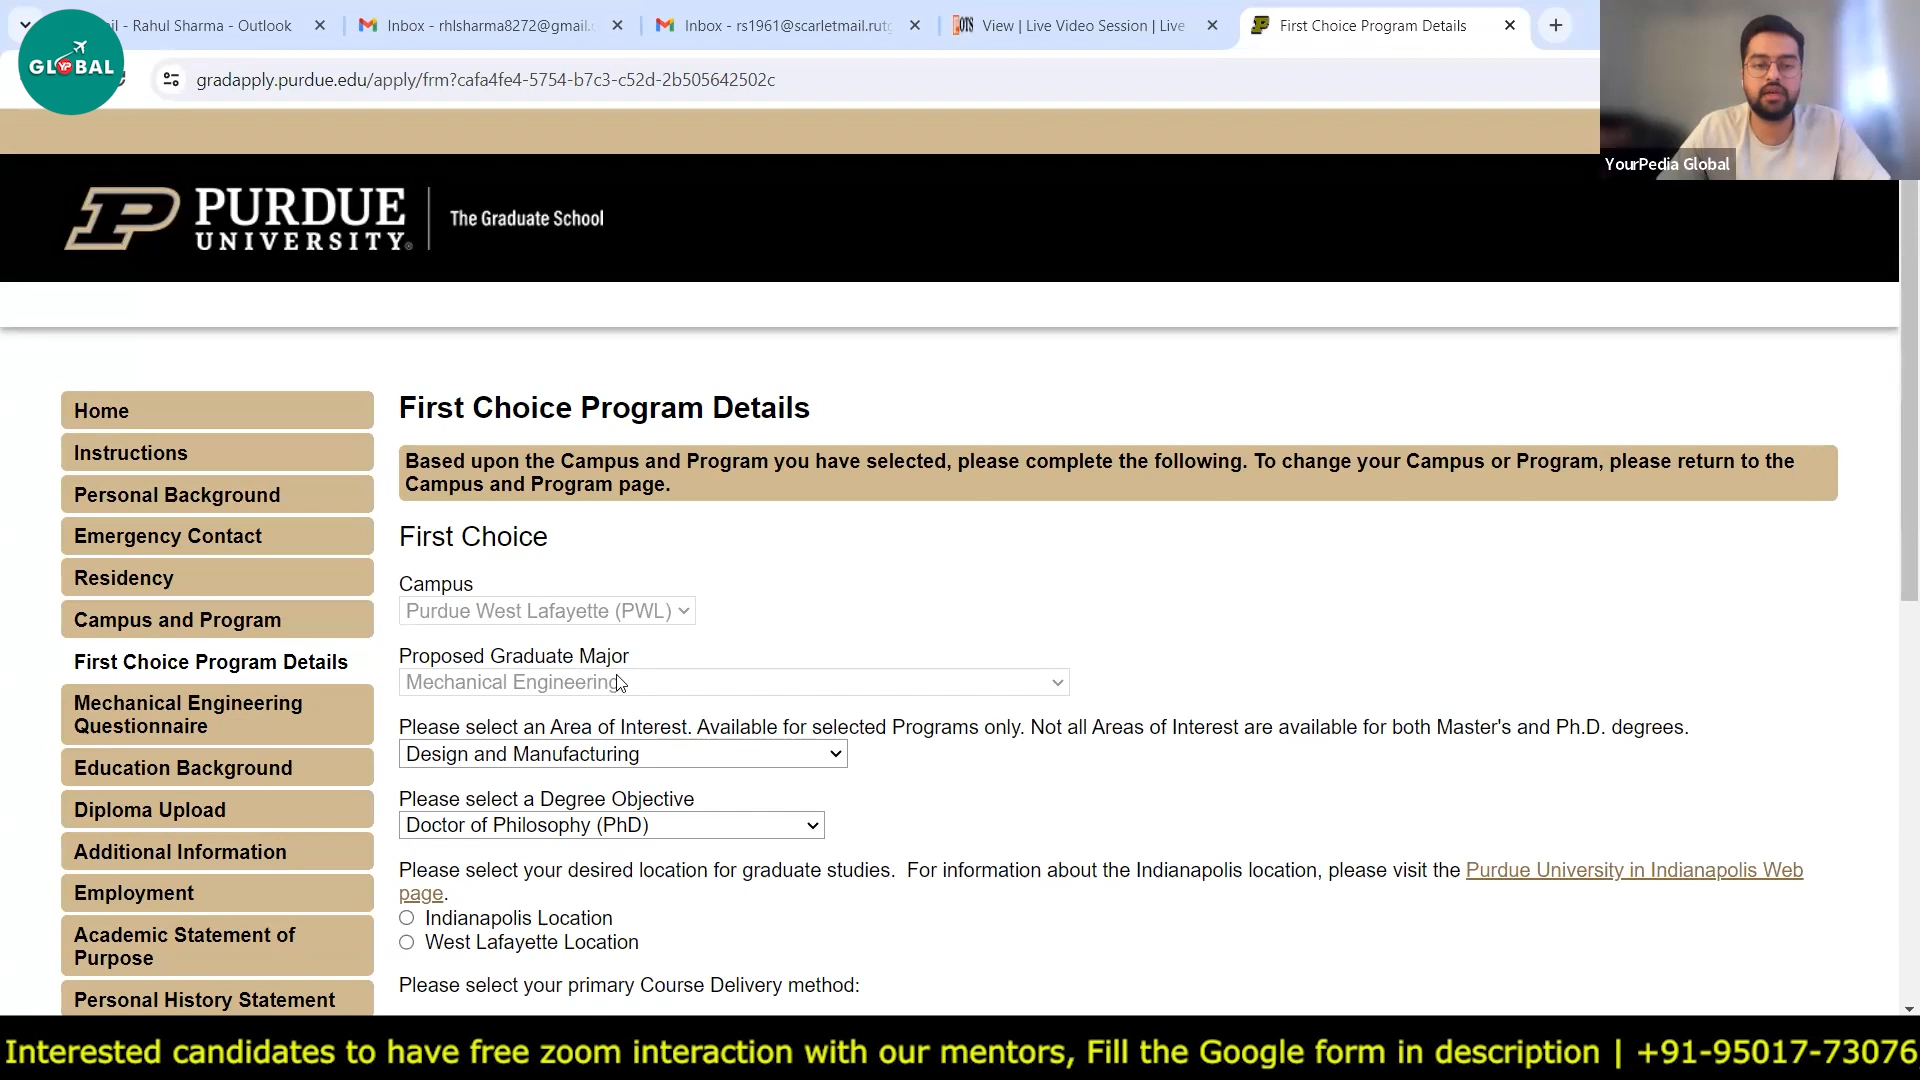 il - Rahul Sharma - Outlook
Inbox - rhlsharma8272@gmail.
Inbox - rs1961@scarletmail.rutg
View | Live Video Session | Live
First Choice Program Details
GLOBAL
YP
gradapply.purdue.edu/apply/frm?cafa4fe4-5754-b7c3-c52d-2b505642502c
YourPedia Global
PURDUE
UNIVERSITY®
The Graduate School
Home
Instructions
Personal Background
Emergency Contact
Residency
Campus and Program
First Choice Program Details
Mechanical Engineering
Questionnaire
Education Background
Diploma Upload
Additional Information
Employment
Academic Statement of
Purpose
Personal History Statement
First Choice Program Details
Based upon the Campus and Program you have selected, please complete the following. To change your Campus or Program, please return to the
Campus and Program page.
First Choice
Campus
Purdue West Lafayette (PWL)
Proposed Graduate Major
Mechanical Engineering
Please select an Area of Interest. Available for selected Programs only. Not all Areas of Interest are available for both Master's and Ph.D. degrees.
Design and Manufacturing
Please select a Degree Objective
Doctor of Philosophy (PhD)
Please select your desired location for graduate studies. For information about the Indianapolis location, please visit the Purdue University in Indianapolis Web
page.
Indianapolis Location
West Lafayette Location
Please select your primary Course Delivery method:
Interested candidates to have free zoom interaction with our mentors, Fill the Google form in description | +91-95017-73076